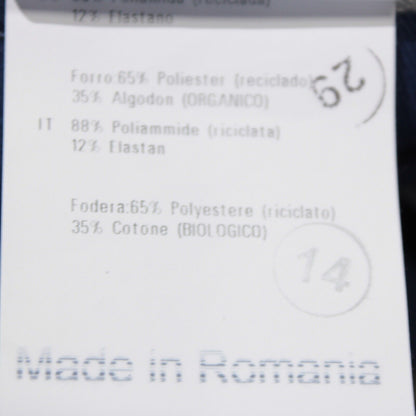 12% Elastano
Forro:65% Poliester (reciclado)
35% Algodon (ORGANICO)
29
IT 88% Poliammide (riciclata)
12% Elastan
Fodera:65% Polyestere (riciclato)
35% Cotone (BIOLOGICO)
14
Made in Romania